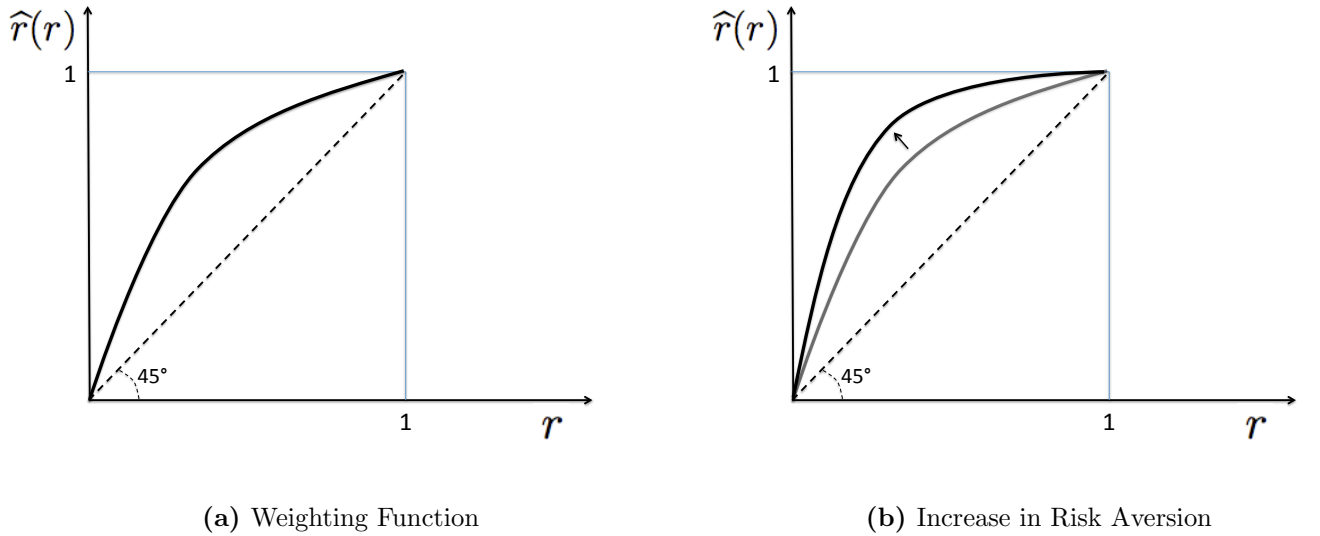 r̂(r)
1
45°
1
r
(a) Weighting Function
r̂(r)
1
45°
1
r
(b) Increase in Risk Aversion